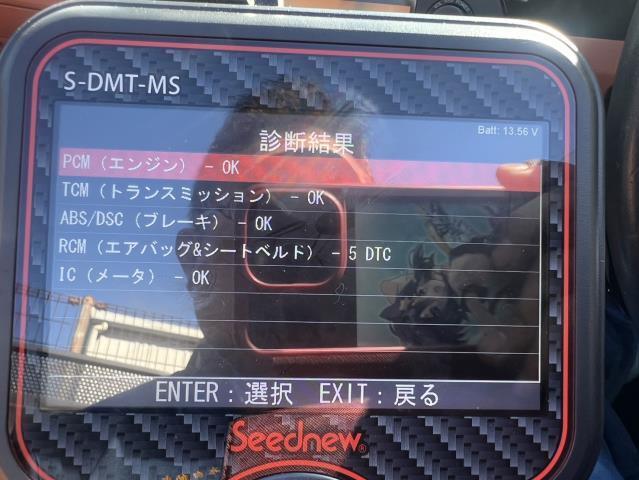 S-DMT-MS
Batt: 13.56 V
診断結果
PCM（エンジン） - OK
TCM（トランスミッション） - OK
ABS/DSC（ブレーキ） - OK
RCM（エアバッグ&シートベルト） - 5 DTC
IC（メータ） - OK
ENTER：選択 EXIT：戻る
Seednew®